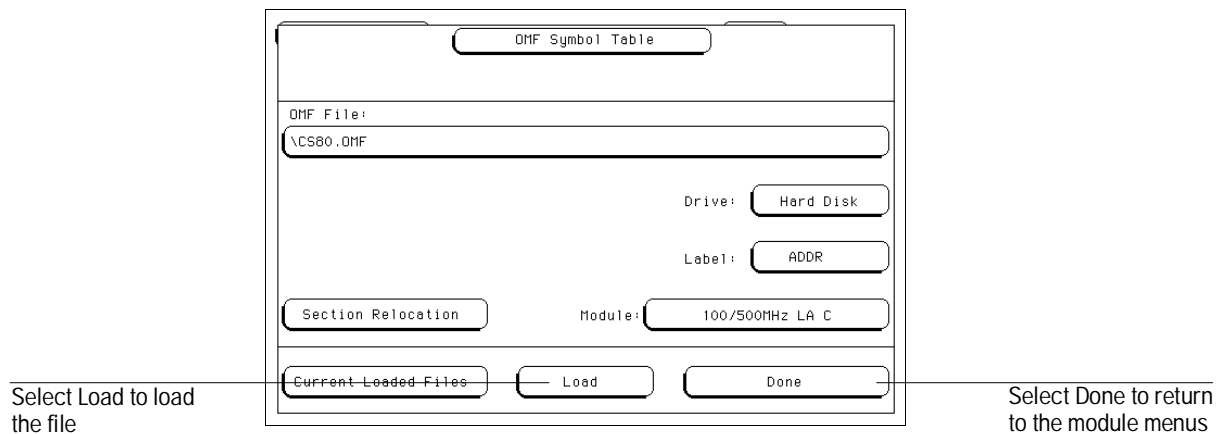 OMF Symbol Table
OMF File:
\CS80.OMF
Drive: Hard Disk
Label: ADDR
Section Relocation Module: 100/500MHz LA C
Current Loaded Files Load Done
Select Load to load
the file
Select Done to return
to the module menus